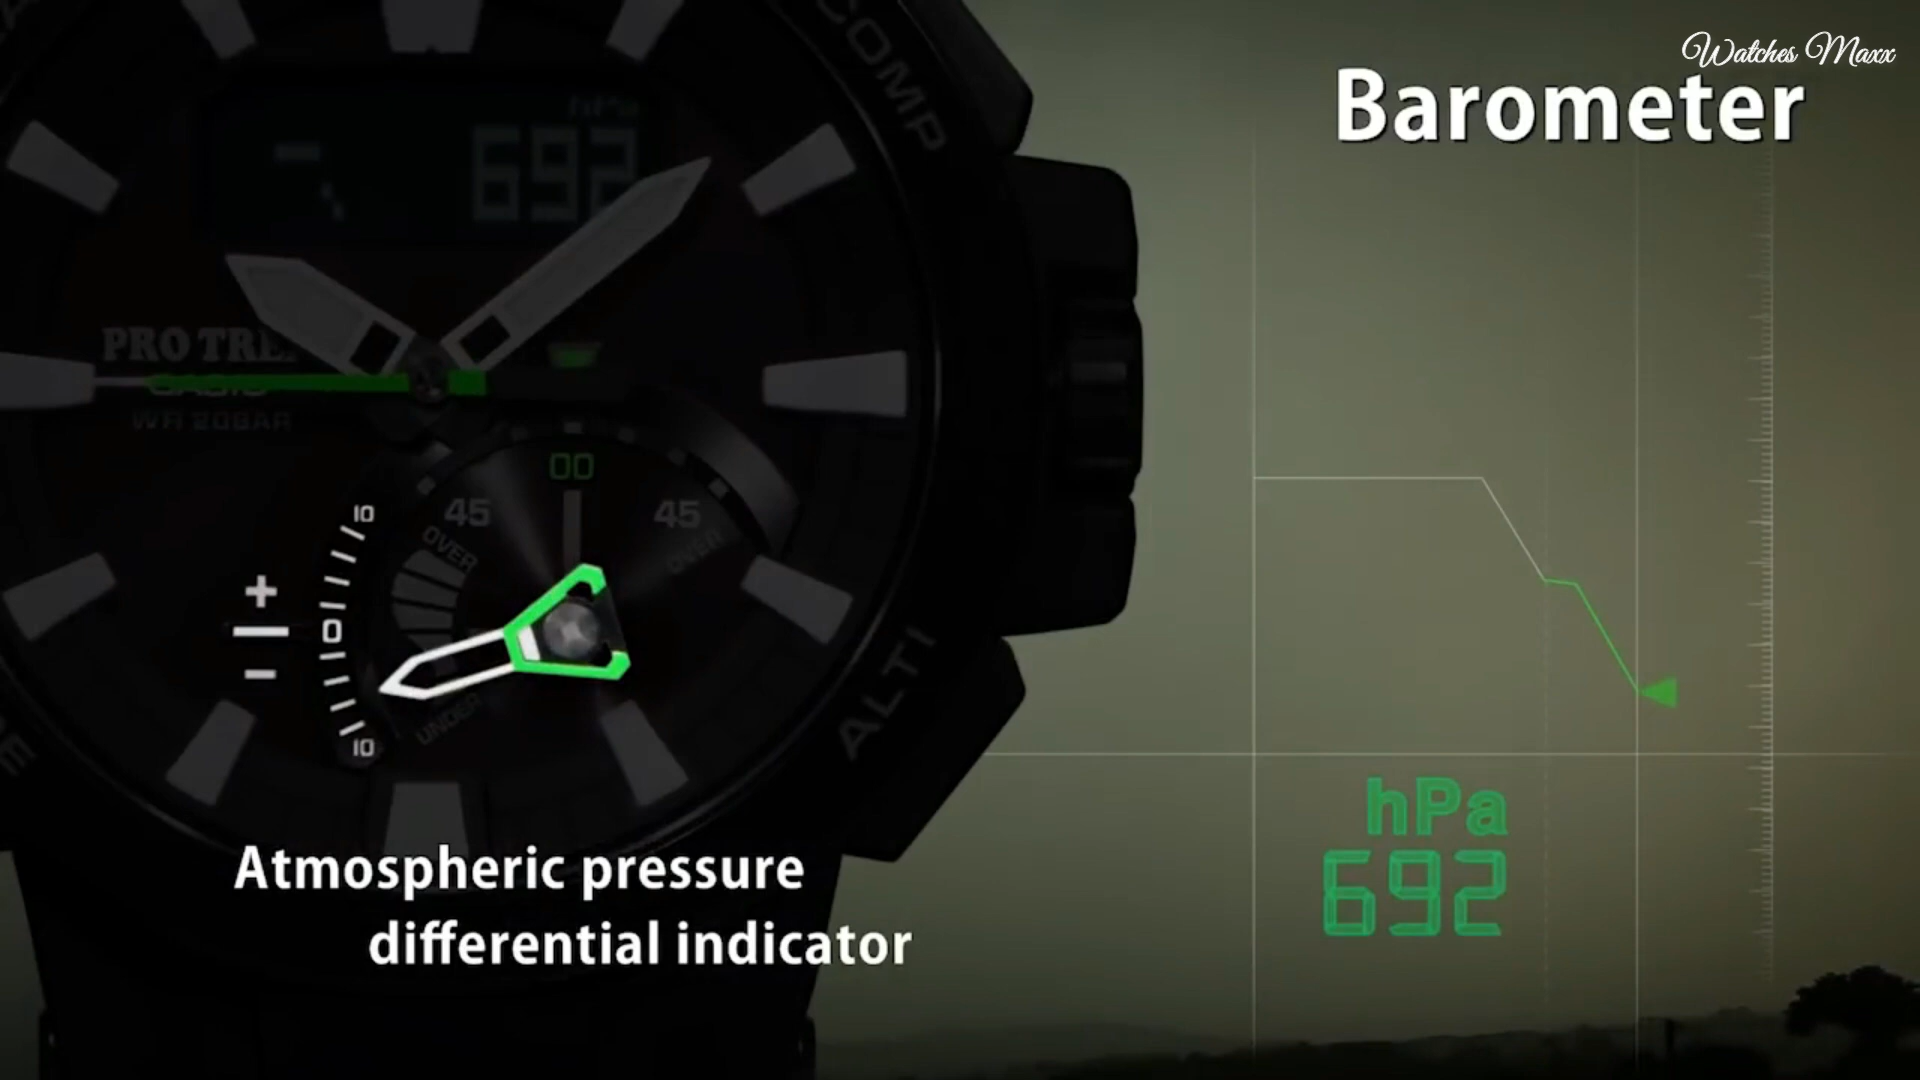 Watches Maxx
Barometer
COMP
hPa
692
PRO TRE
CASIO
WR 20BAR
00
45
45
OVER
OVER
10
+
0
-
10
UNDER
ALTI
Atmospheric pressure
differential indicator
hPa
692